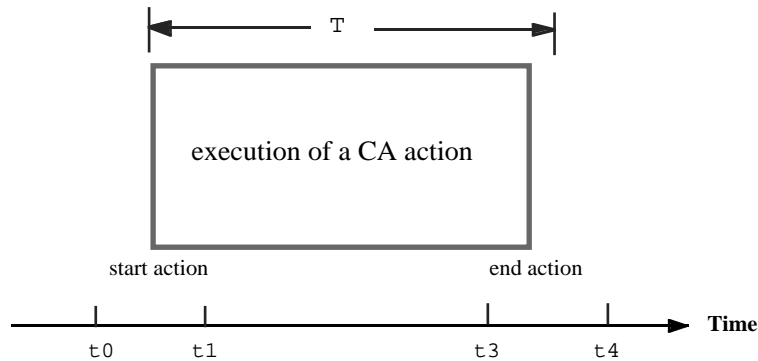 T
execution of a CA action
start action
end action
Time
t0
t1
t3
t4